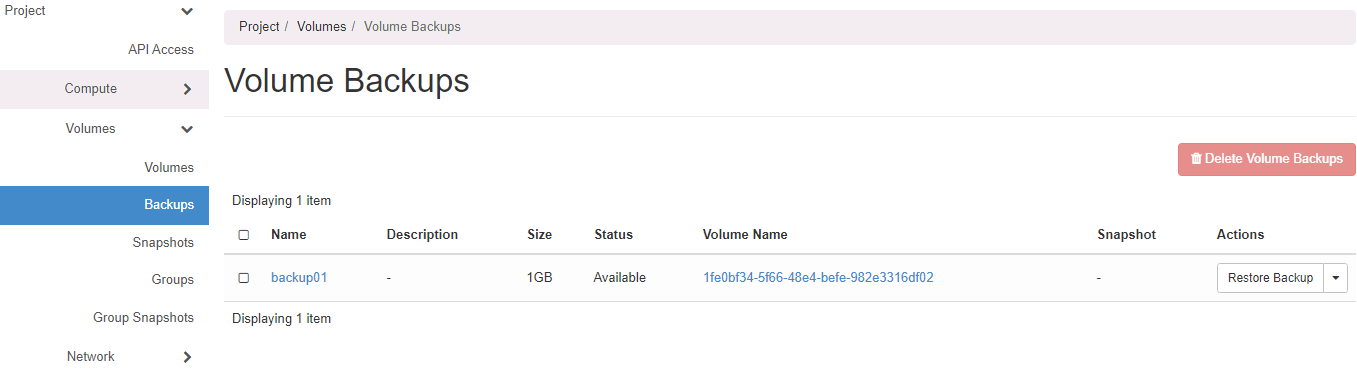 Project
API Access
Compute
Volumes
Volumes
Backups
Snapshots
Groups
Group Snapshots
Network
Project / Volumes / Volume Backups
Volume Backups
Delete Volume Backups
Displaying 1 item
Name Description Size Status Volume Name Snapshot Actions
backup01 - 1GB Available 1fe0bf34-5f66-48e4-befe-982e3316df02 - Restore Backup
Displaying 1 item